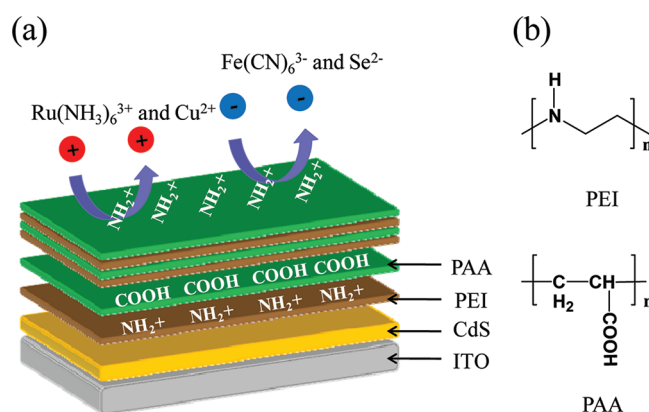 (a)
(b)
Fe(CN)₆³⁻ and Se²⁻
Ru(NH₃)₆³⁺ and Cu²⁺
- -
+ +
NH₂⁺ NH₂⁺ NH₂⁺ NH₂⁺ NH₂⁺
COOH COOH COOH COOH
PAA
NH₂⁺ NH₂⁺ NH₂⁺ NH₂⁺
PEI
CdS
ITO
H
N
n
PEI
C CH
H₂
n
COOH
PAA